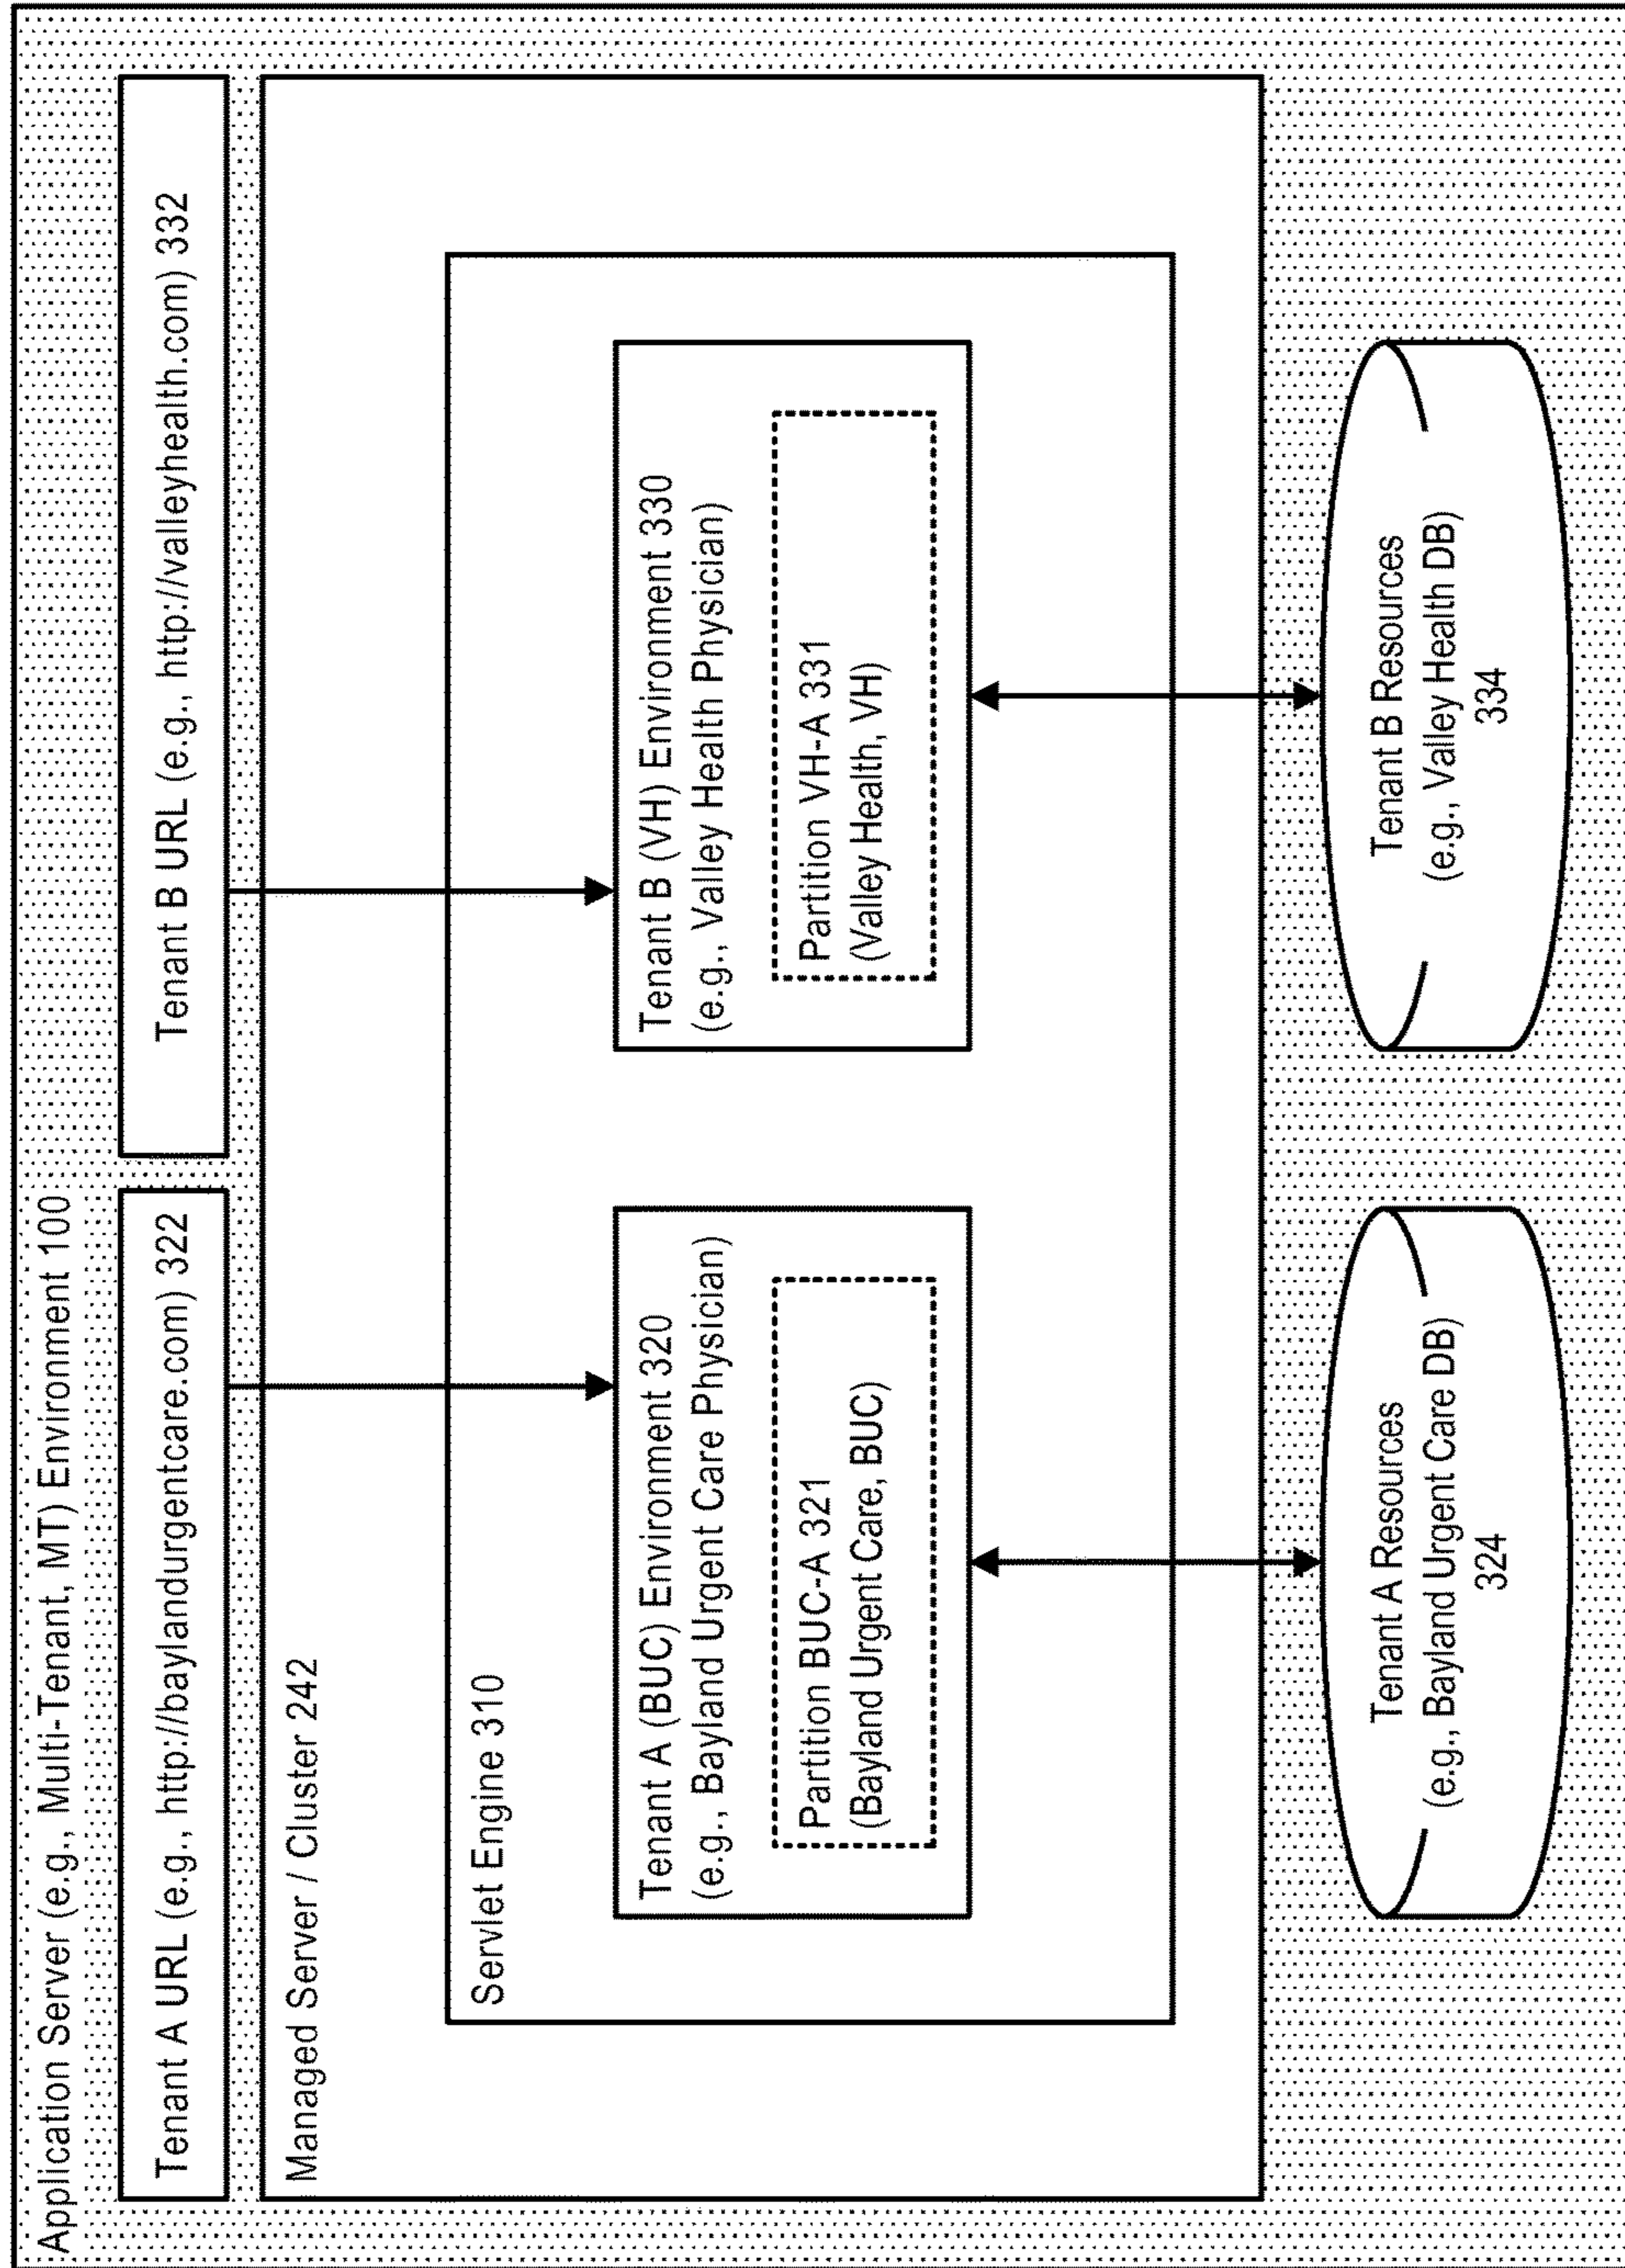 Application Server (e.g., Multi-Tenant, MT) Environment 100
Tenant A URL (e.g., http://baylandurgentcare.com) 322
Tenant B URL (e.g., http://valleyhealth.com) 332
Managed Server / Cluster 242
Servlet Engine 310
Tenant A (BUC) Environment 320
(e.g., Bayland Urgent Care Physician)
Partition BUC-A 321
(Bayland Urgent Care, BUC)
Tenant B (VH) Environment 330
(e.g., Valley Health Physician)
Partition VH-A 331
(Valley Health, VH)
Tenant A Resources
(e.g., Bayland Urgent Care DB)
324
Tenant B Resources
(e.g., Valley Health DB)
334